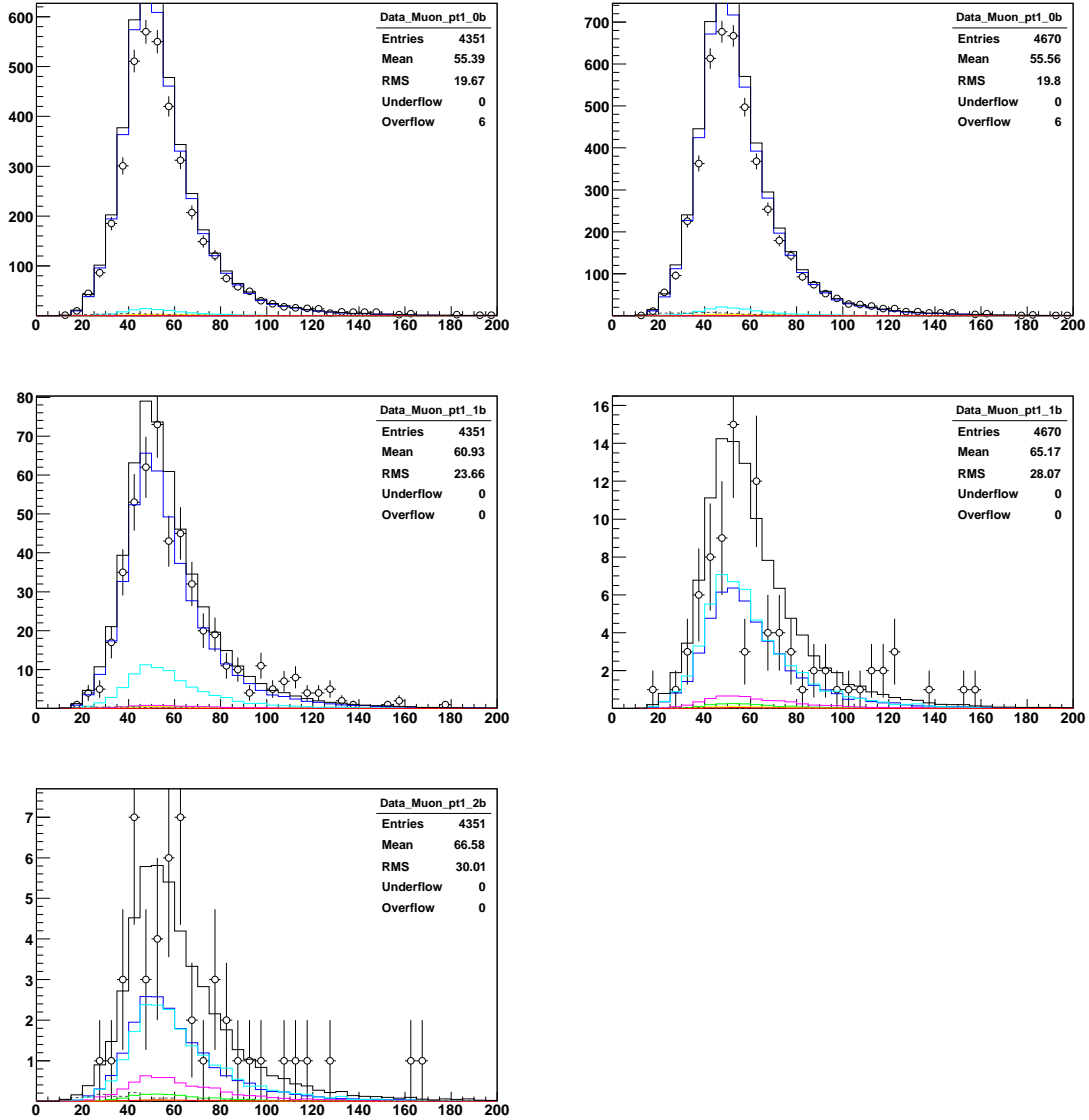 600
500
400
300
200
100
0 20 40 60 80 100 120 140 160 180 200
Data_Muon_pt1_0b
Entries 4351
Mean 55.39
RMS 19.67
Underflow 0
Overflow 6
700
600
500
400
300
200
100
0 20 40 60 80 100 120 140 160 180 200
Data_Muon_pt1_0b
Entries 4670
Mean 55.56
RMS 19.8
Underflow 0
Overflow 6
80
70
60
50
40
30
20
10
0
0 20 40 60 80 100 120 140 160 180 200
Data_Muon_pt1_1b
Entries 4351
Mean 60.93
RMS 23.66
Underflow 0
Overflow 0
16
14
12
10
8
6
4
2
0 20 40 60 80 100 120 140 160 180 200
Data_Muon_pt1_1b
Entries 4670
Mean 65.17
RMS 28.07
Underflow 0
Overflow 0
7
6
5
4
3
2
1
0 20 40 60 80 100 120 140 160 180 200
Data_Muon_pt1_2b
Entries 4351
Mean 66.58
RMS 30.01
Underflow 0
Overflow 0